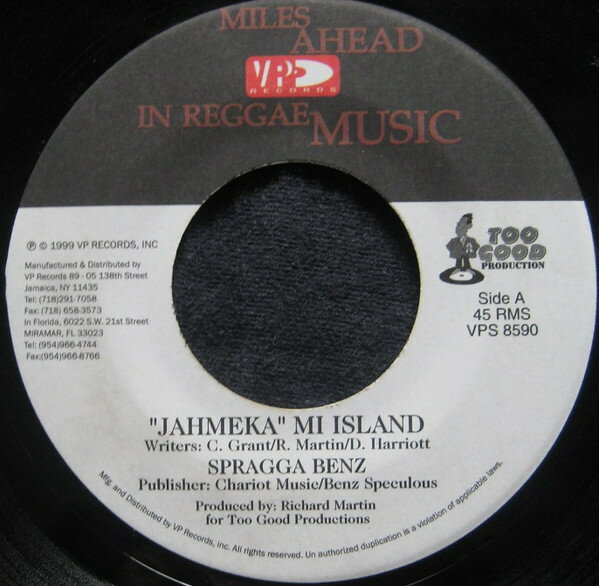 MILES
AHEAD
VP
RECORDS
IN REGGAE MUSIC
℗ © 1999 VP RECORDS, INC
Manufactured & Distributed by
VP Records 89 - 05 138th Street
Jamaica, NY 11435
Tel: (718)291-7058
Fax: (718) 658-3573
In Florida, 6022 S.W. 21st Street
MIRAMAR, FL 33023
Tel: (954)966-4744
Fax:(954)966-8766
TOO
GOOD
PRODUCTION
Side A
45 RMS
VPS 8590
"JAHMEKA" MI ISLAND
Writers: C. Grant/R. Martin/D. Harriott
SPRAGGA BENZ
Publisher: Chariot Music/Benz Speculous
Produced by: Richard Martin
for Too Good Productions
Mfg. and Distributed by VP Records, Inc. All rights reserved. Un authorized duplication is a violation of applicable laws.